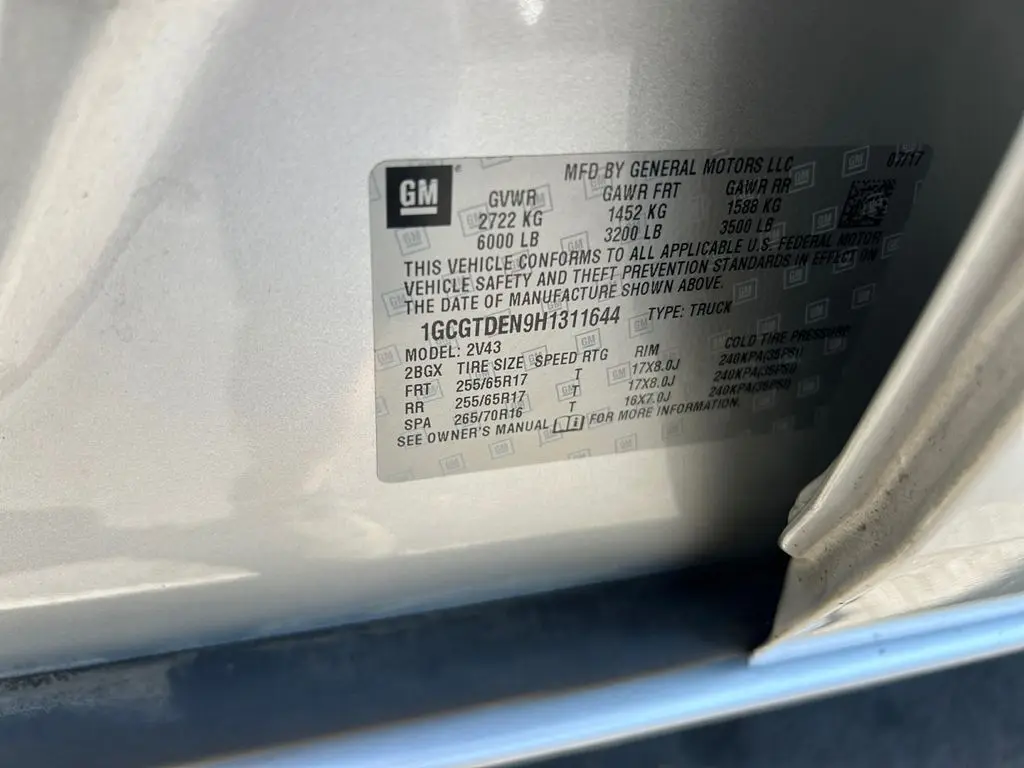 MFD BY GENERAL MOTORS LLC 07/17
GM
GVWR GAWR FRT GAWR RR
2722 KG 1452 KG 1588 KG
6000 LB 3200 LB 3500 LB
THIS VEHICLE CONFORMS TO ALL APPLICABLE U.S. FEDERAL MOTOR
VEHICLE SAFETY AND THEFT PREVENTION STANDARDS IN EFFECT ON
THE DATE OF MANUFACTURE SHOWN ABOVE.
1GCGTDEN9H1311644 TYPE: TRUCK
MODEL: 2V43
2BGX TIRE SIZE SPEED RTG RIM COLD TIRE PRESSURE
FRT 255/65R17 T 17X8.0J 240KPA(35PSI)
RR 255/65R17 T 17X8.0J 240KPA(35PSI)
SPA 265/70R16 T 16X7.0J 240KPA(35PSI)
SEE OWNER'S MANUAL FOR MORE INFORMATION.